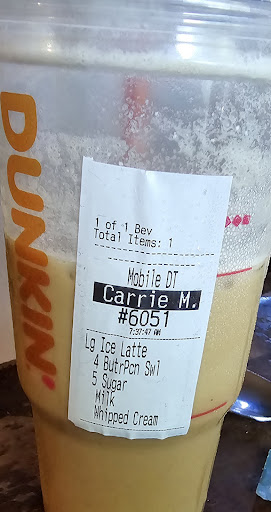 DUNKIN'
1 of 1 Bev
Total Items: 1
Mobile DT
Carrie M.
#6051
7:37:47 AM
Lg Ice Latte
4 ButrPcn Swl
5 Sugar
Milk
Whipped Cream